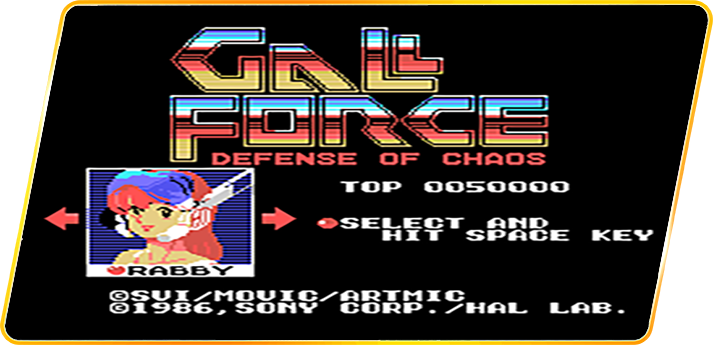 GALL
FORCE
DEFENSE OF CHAOS
TOP 0050000
SELECT AND
HIT SPACE KEY
RABBY
©SVI/MOVIC/ARTMIC
©1986,SONY CORP./HAL LAB.